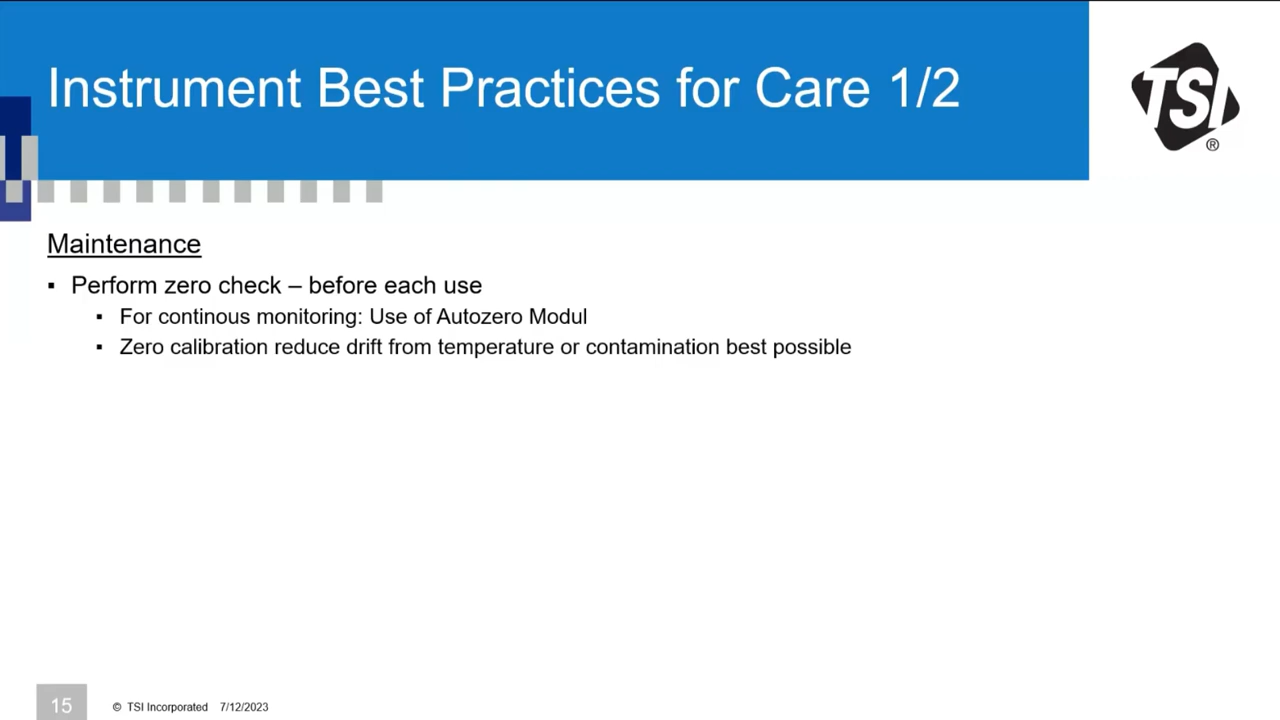 Instrument Best Practices for Care 1/2
TSI
®
Maintenance
▪ Perform zero check – before each use
▪ For continous monitoring: Use of Autozero Modul
▪ Zero calibration reduce drift from temperature or contamination best possible
15
© TSI Incorporated 7/12/2023